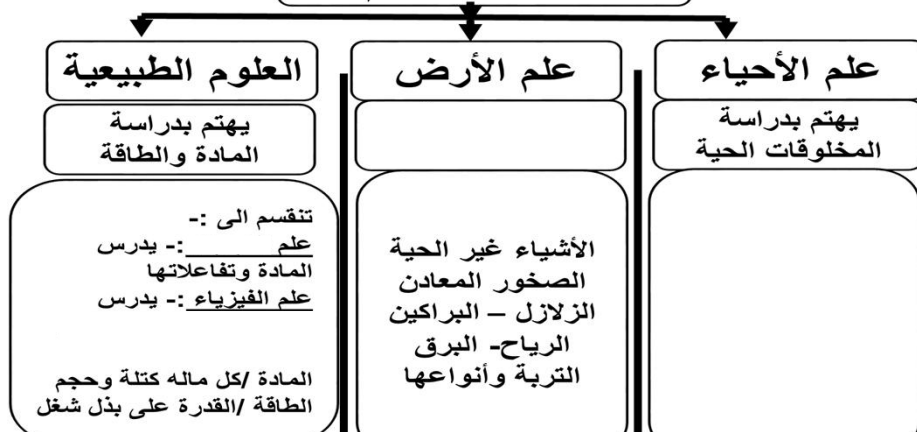 علم الأحياء
يهتم بدراسة
المخلوقات الحية
علم الأرض
الأشياء غير الحية
الصخور المعادن
الزلازل – البراكين
الرياح- البرق
التربة وأنواعها
العلوم الطبيعية
يهتم بدراسة
المادة والطاقة
تنقسم الى :-
علم ________:- يدرس
المادة وتفاعلاتها
علم الفيزياء :- يدرس
المادة /كل ماله كتلة وحجم
الطاقة /القدرة على بذل شغل